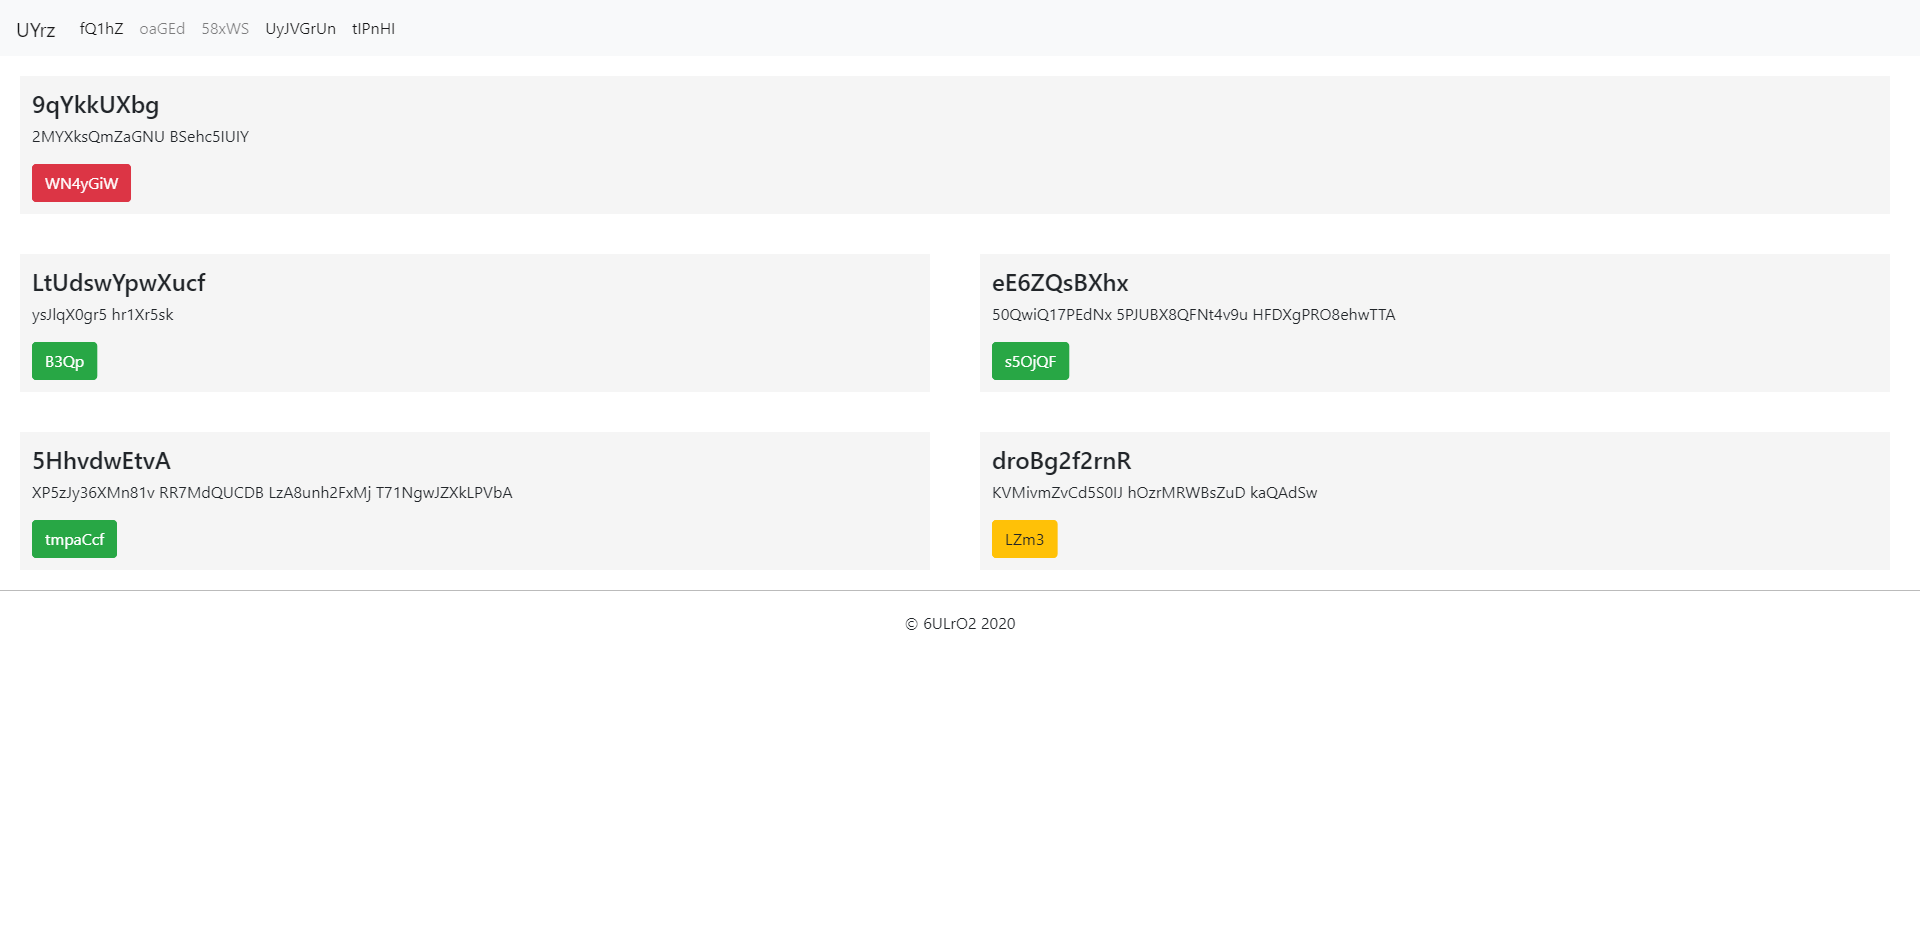 UYrz fQ1hZ oaGEd 58xWS UyJVGrUn tIPnHI
9qYkkUXbg
2MYXksQmZaGNU BSehc5IUIY
WN4yGiW
LtUdswYpwXucf
ysJlqX0gr5 hr1Xr5sk
B3Qp
eE6ZQsBXhx
50QwiQ17PEdNx 5PJUBX8QFNt4v9u HFDXgPRO8ehwTTA
s5OjQF
5HhvdwEtvA
XP5zJy36XMn81v RR7MdQUCDB LzA8unh2FxMj T71NgwJZXkLPVbA
tmpaCcf
droBg2f2rnR
KVMivmZvCd5S0IJ hOzrMRWBsZuD kaQAdSw
LZm3
© 6ULrO2 2020